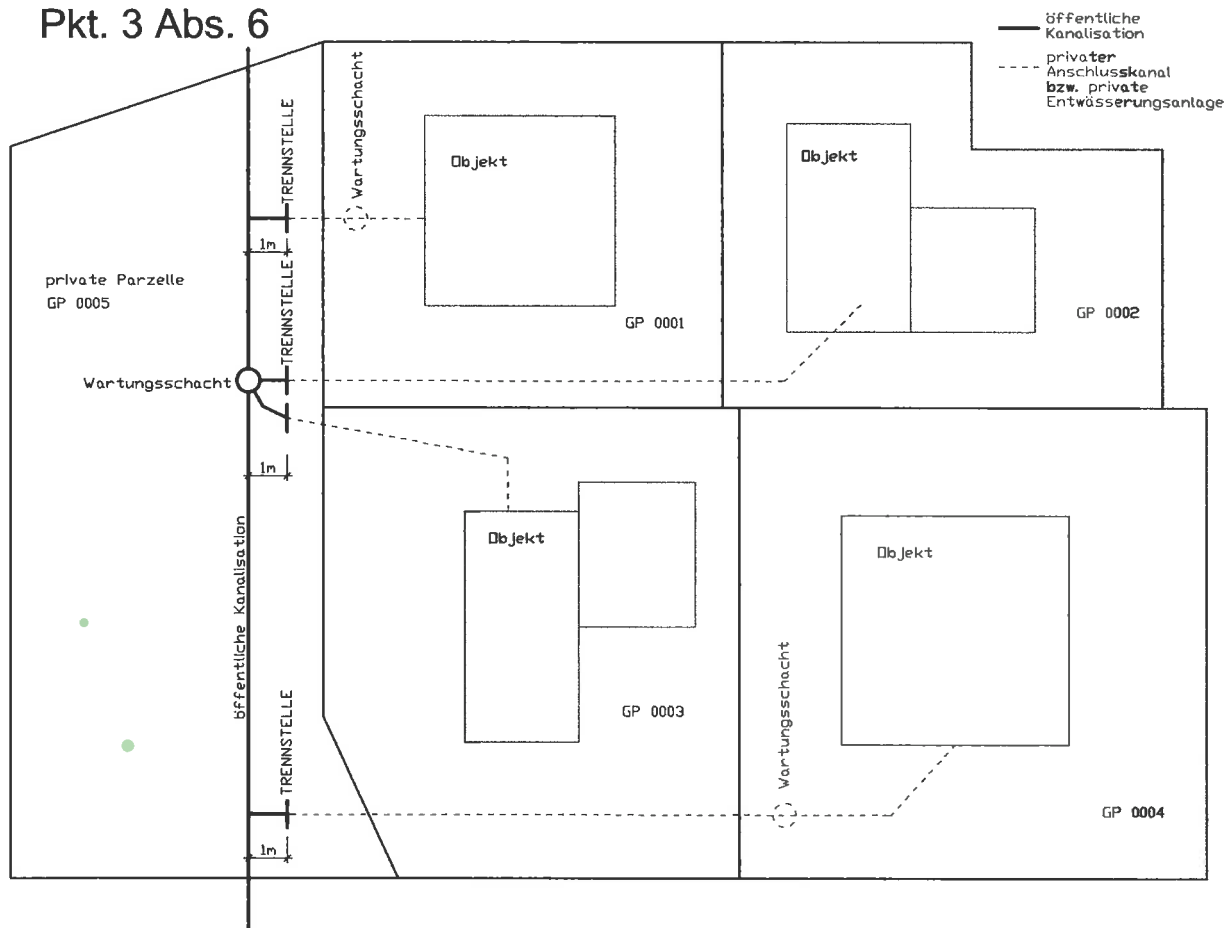 Pkt. 3 Abs. 6
öffentliche
Kanalisation
privater
Anschlusskanal
bzw. private
Entwässerungsanlage
TRENNSTELLE
Wartungsschacht
Objekt
Objekt
1m
private Parzelle
GP 0005
TRENNSTELLE
GP 0001
GP 0002
Wartungsschacht
1m
öffentliche Kanalisation
Objekt
Objekt
GP 0003
TRENNSTELLE
Wartungsschacht
GP 0004
1m